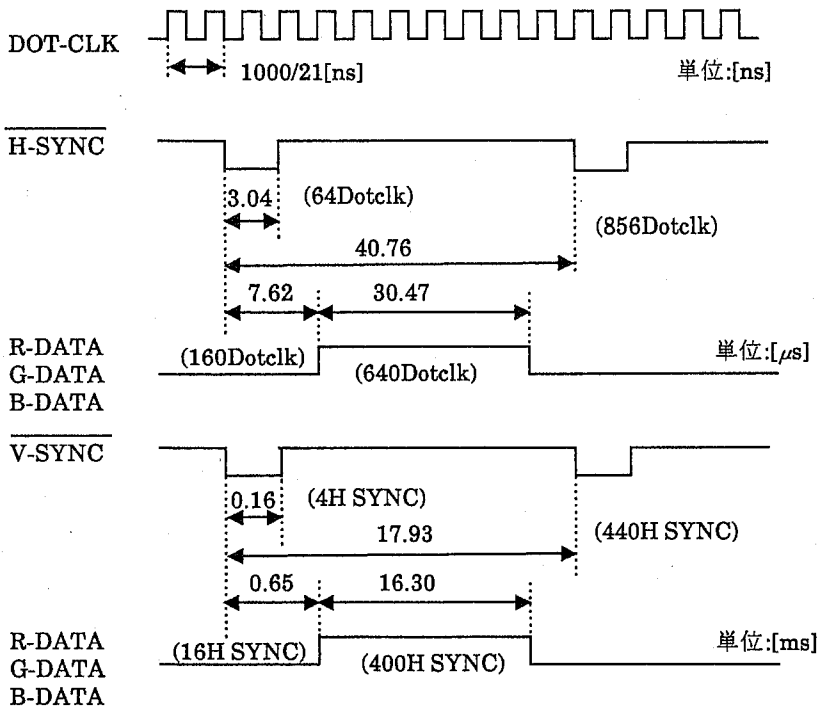 DOT-CLK
1000/21[ns]
単位:[ns]
H-SYNC
3.04
(64Dotclk)
(856Dotclk)
40.76
7.62
30.47
R-DATA
G-DATA
B-DATA
(160Dotclk)
(640Dotclk)
単位:[μs]
V-SYNC
0.16
(4H SYNC)
(440H SYNC)
17.93
0.65
16.30
R-DATA
G-DATA
B-DATA
(16H SYNC)
(400H SYNC)
単位:[ms]